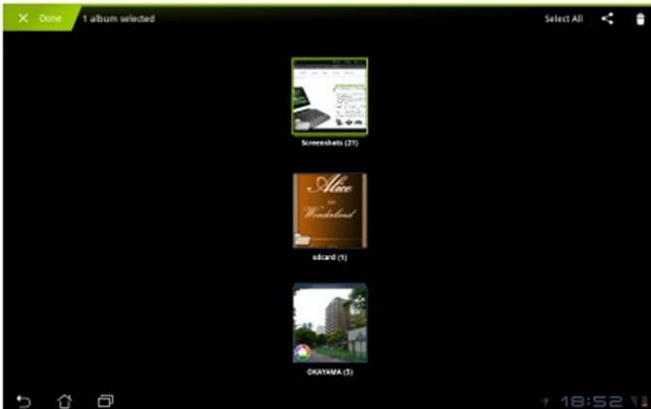 Done
1 album selected
Select All
Screenshots (21)
Alice
in
Wonderland
sdcard (1)
OKAYAMA (5)
18:52